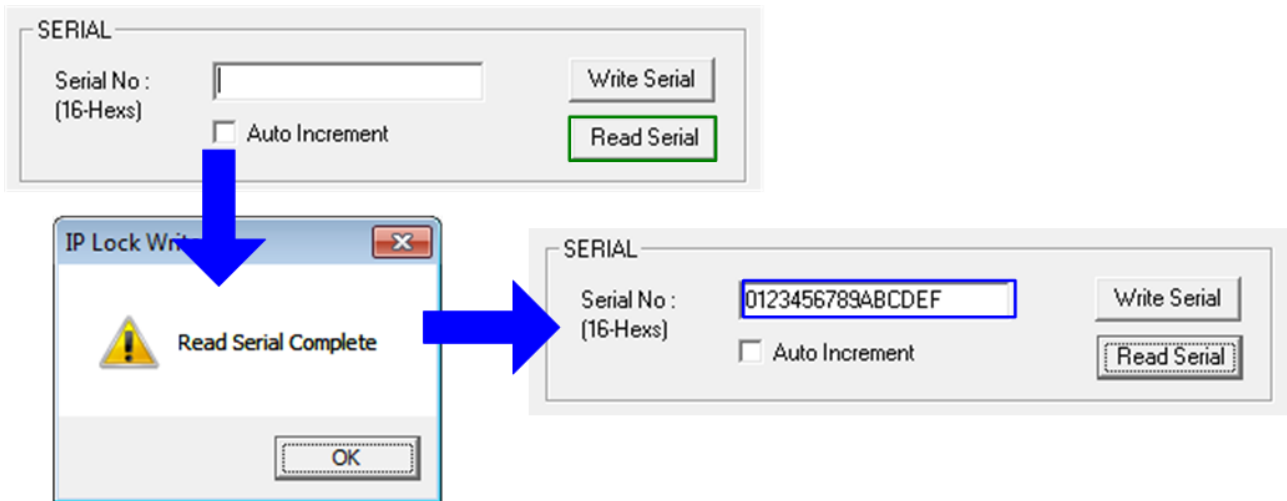 SERIAL
Serial No :
(16-Hexs)
Write Serial
Auto Increment
Read Serial
IP Lock
Read Serial Complete
OK
SERIAL
Serial No :
(16-Hexs)
0123456789ABCDEF
Write Serial
Auto Increment
Read Serial